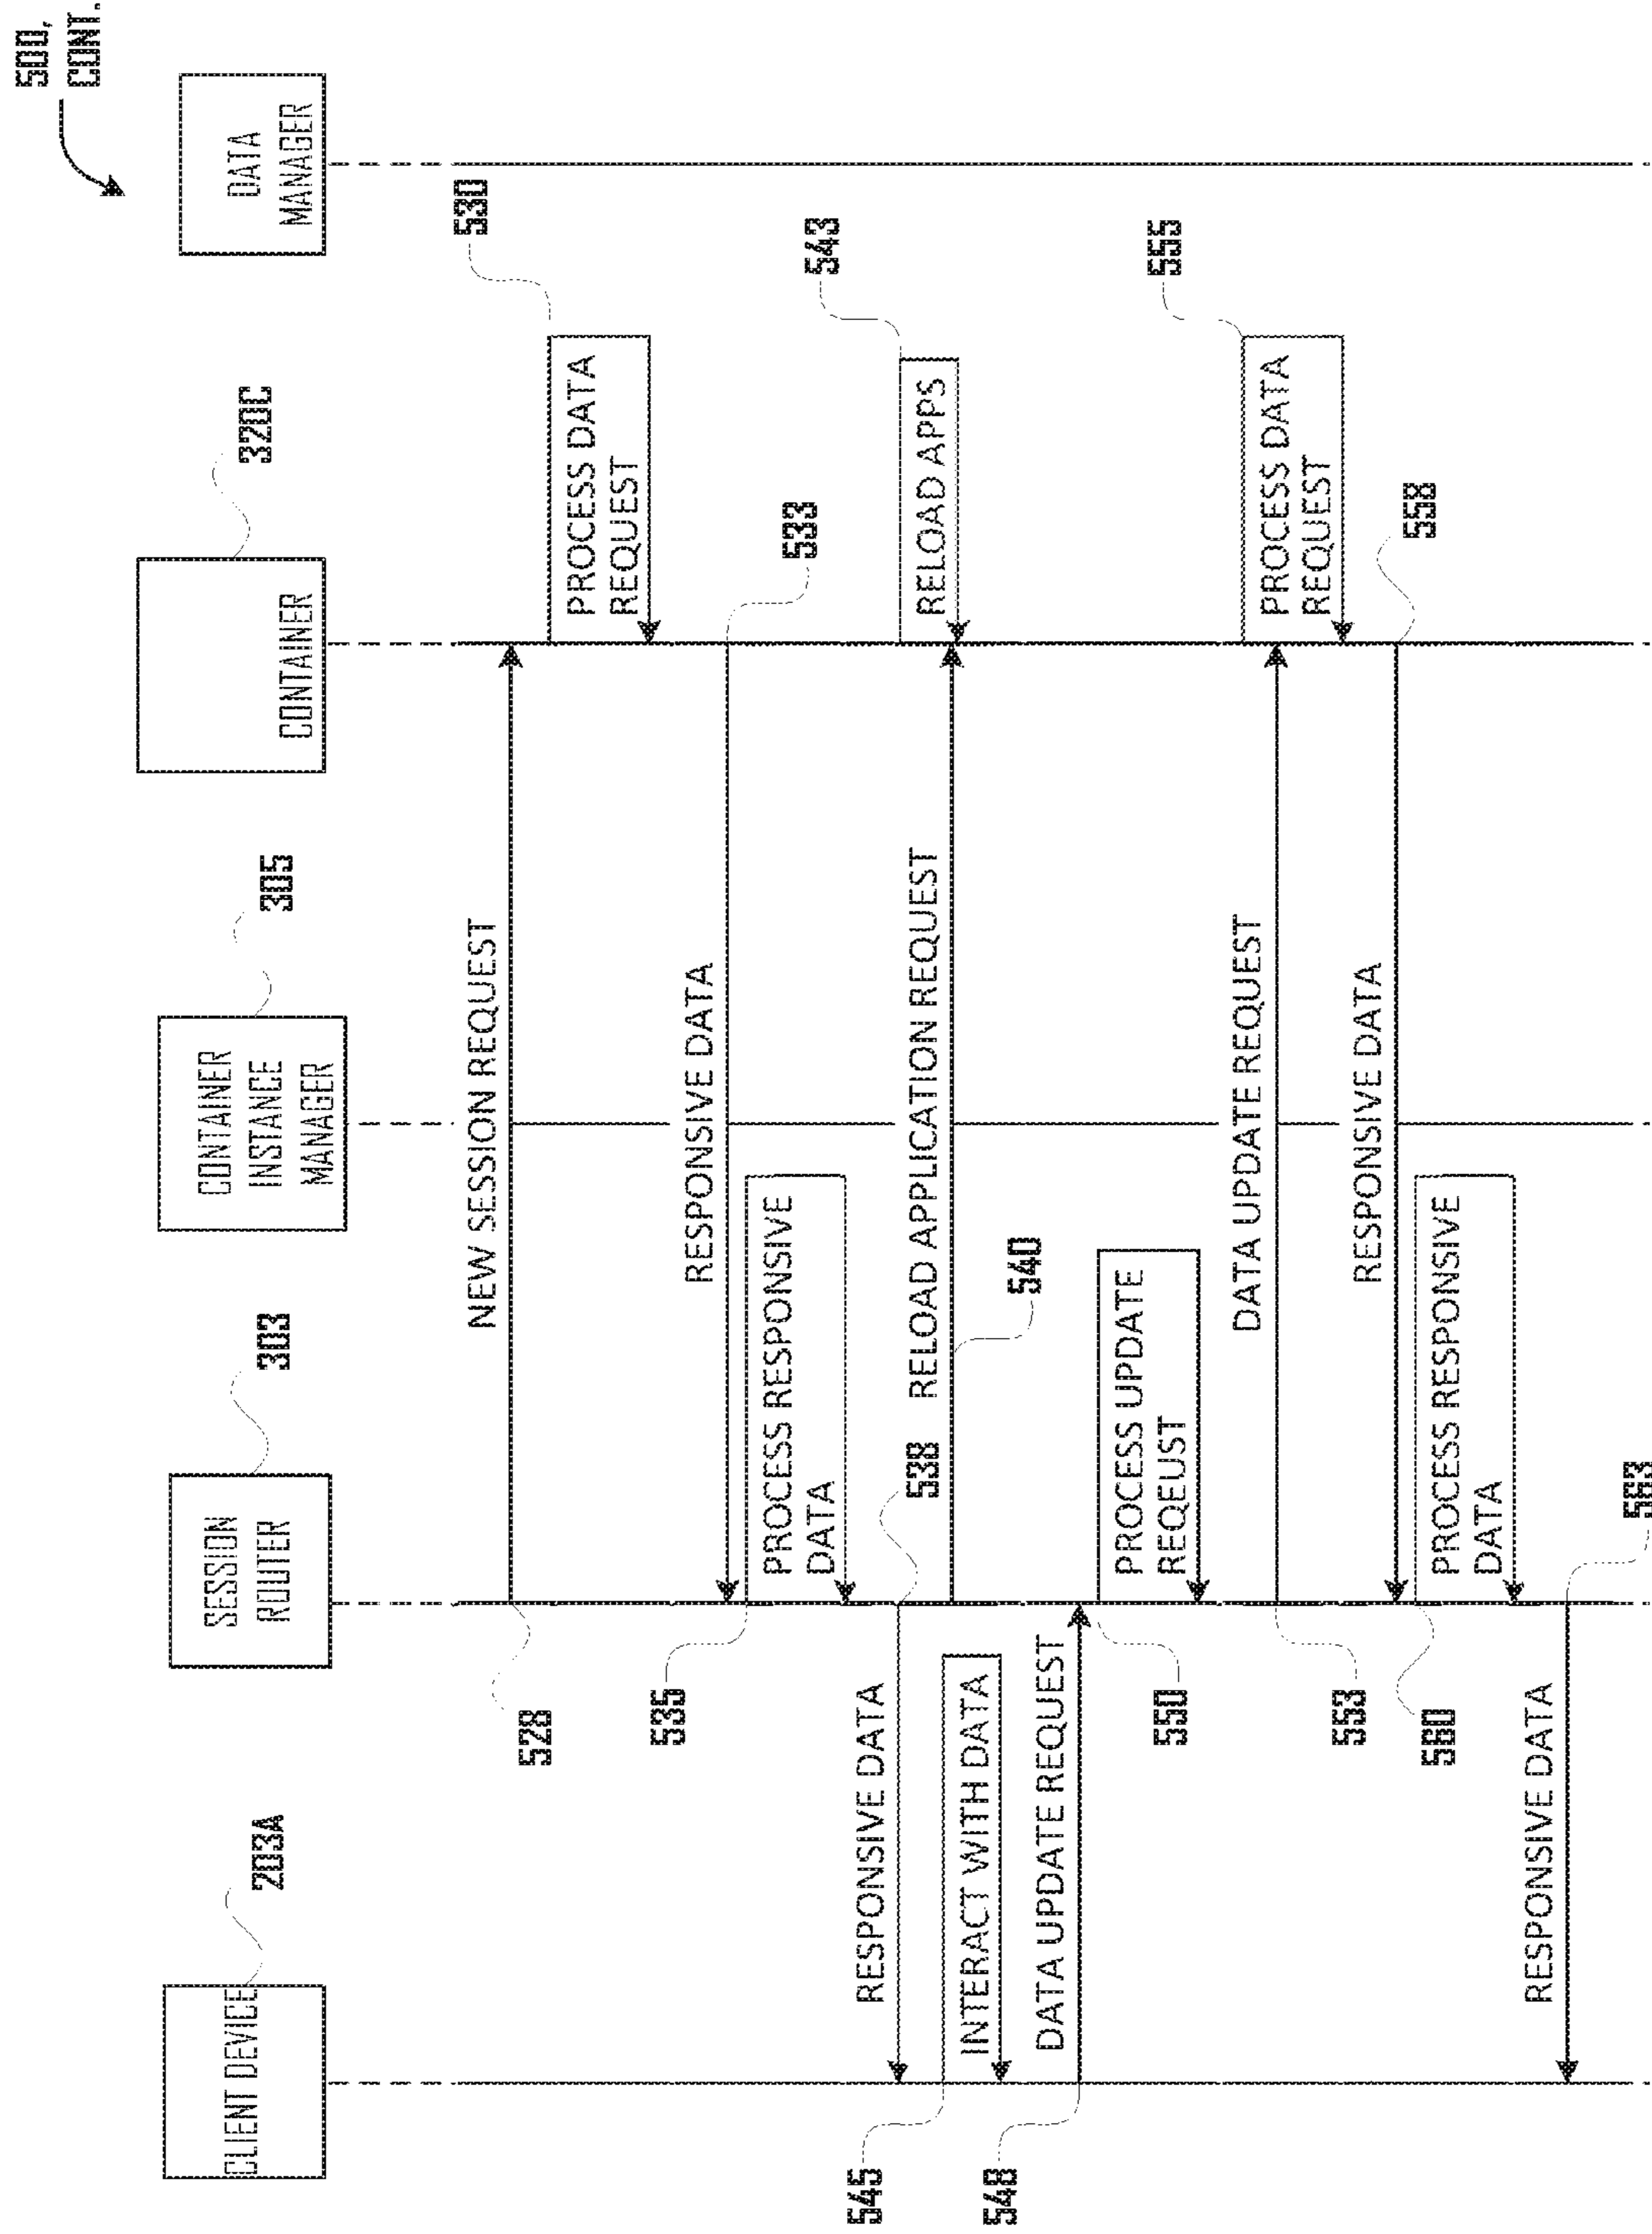 500,
CONT.
CLIENT DEVICE
203A
SESSION
ROUTER
303
CONTAINER
INSTANCE
MANAGER
305
CONTAINER
320C
DATA
MANAGER
NEW SESSION REQUEST
528
530
PROCESS DATA
REQUEST
RESPONSIVE DATA
533
535
PROCESS RESPONSIVE
DATA
RESPONSIVE DATA
538
RELOAD APPLICATION REQUEST
540
543
RELOAD APPS
545
INTERACT WITH DATA
548
DATA UPDATE REQUEST
550
PROCESS UPDATE
REQEUST
DATA UPDATE REQUEST
553
555
PROCESS DATA
REQUEST
RESPONSIVE DATA
558
560
PROCESS RESPONSIVE
DATA
RESPONSIVE DATA
563